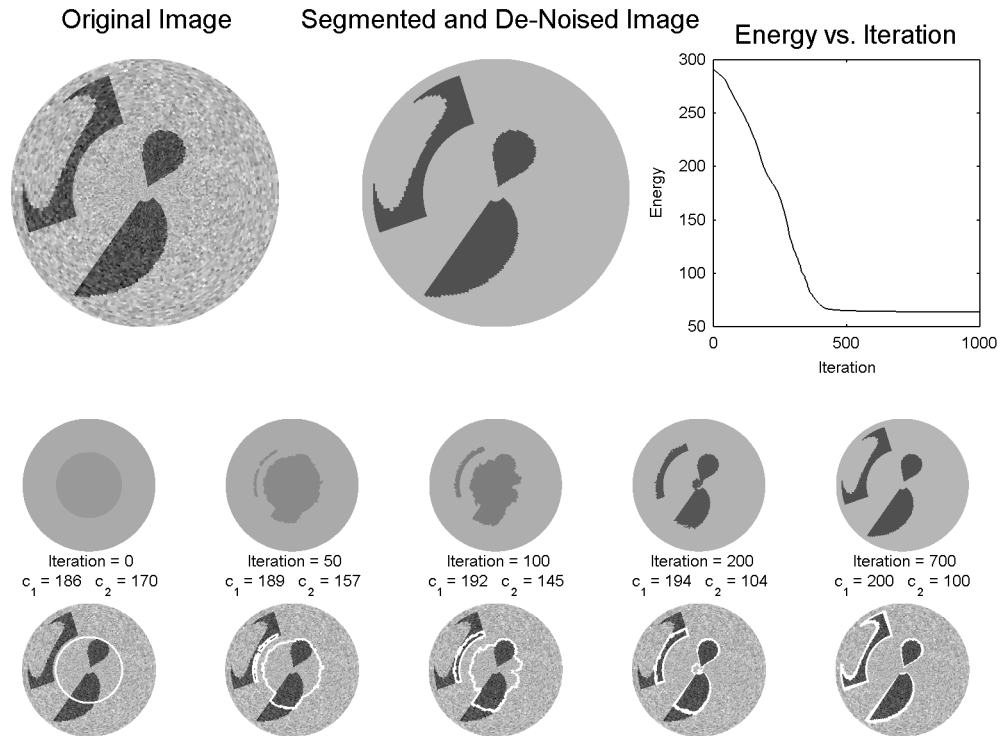 Original Image
Segmented and De-Noised Image
Energy vs. Iteration
300
250
200
150
100
50
Energy
0
500
1000
Iteration
Iteration = 0
c1 = 186 c2 = 170
Iteration = 50
c1 = 189 c2 = 157
Iteration = 100
c1 = 192 c2 = 145
Iteration = 200
c1 = 194 c2 = 104
Iteration = 700
c1 = 200 c2 = 100